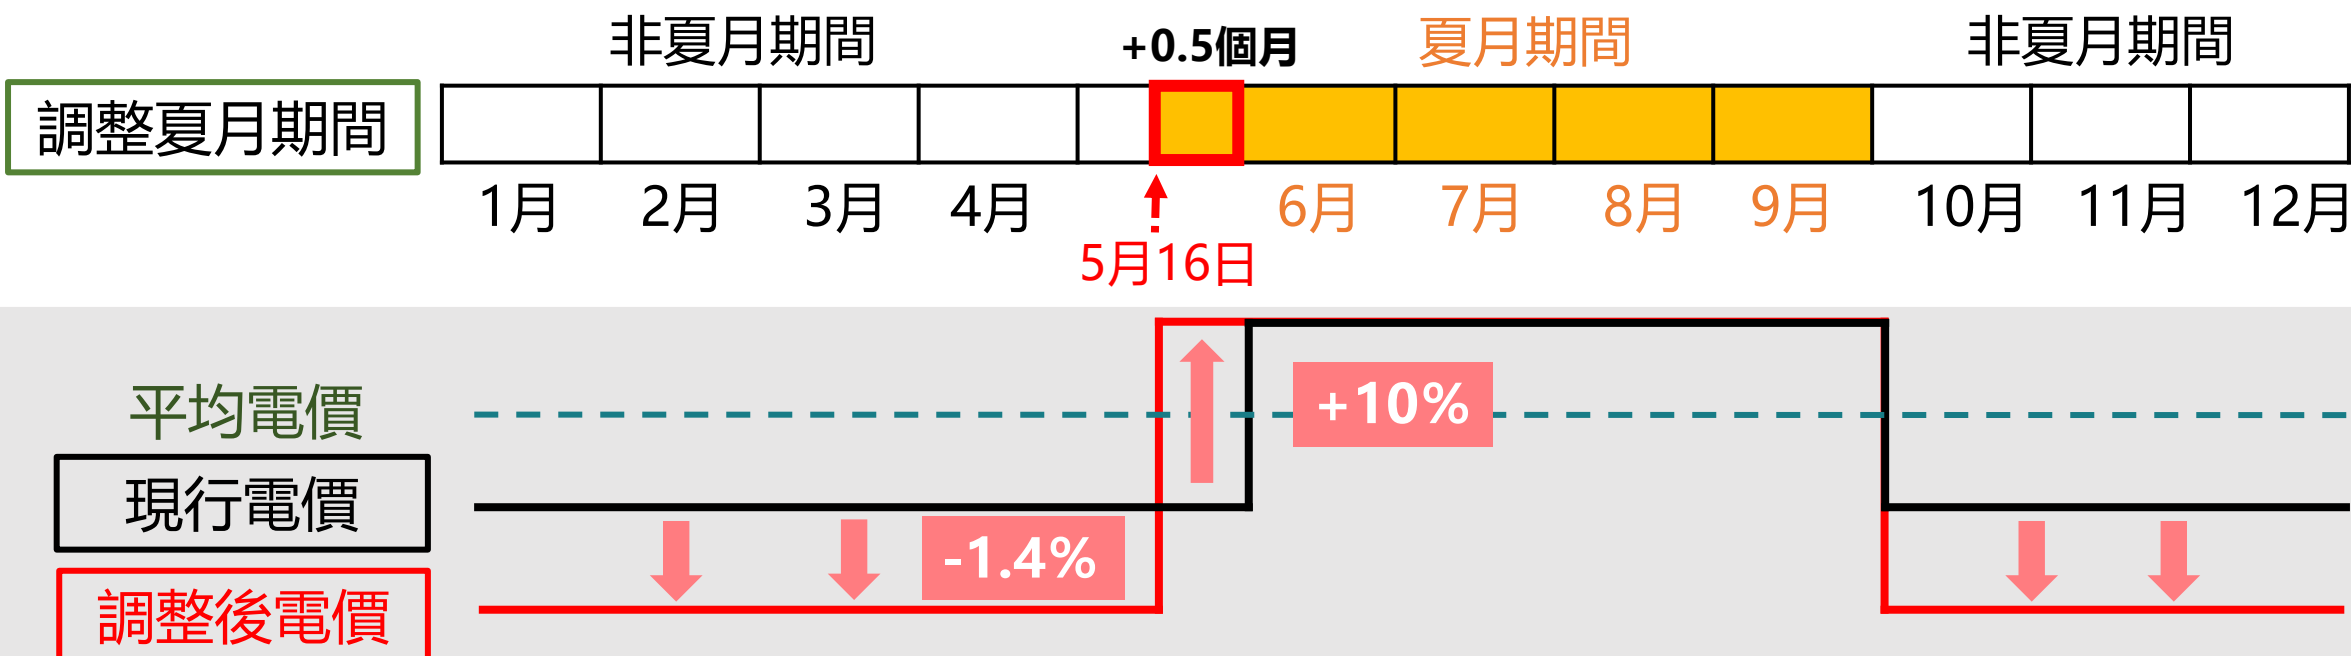 非夏月期間
+0.5個月
夏月期間
非夏月期間
調整夏月期間
1月
2月
3月
4月
6月
7月
8月
9月
10月
11月
12月
5月16日
平均電價
+10%
現行電價
-1.4%
調整後電價